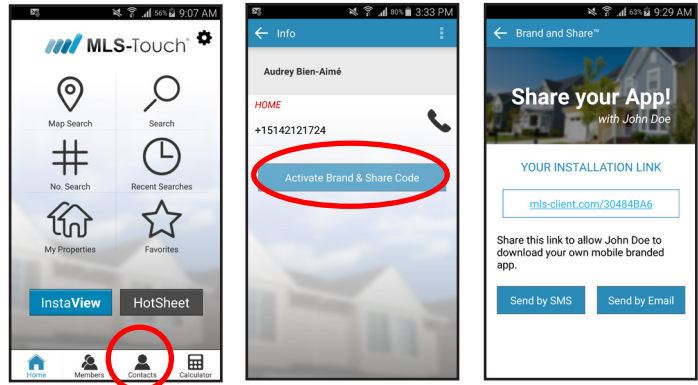 56% 9:07 AM
MLS-Touch®
Map Search
Search
No. Search
Recent Searches
My Properties
Favorites
InstaView
HotSheet
Home
Members
Contacts
Calculator
80% 3:33 PM
Info
Audrey Bien-Aimé
HOME
+15142121724
Activate Brand & Share Code
63% 9:29 AM
Brand and Share™
Share your App!
with John Doe
YOUR INSTALLATION LINK
mls-client.com/30484BA6
Share this link to allow John Doe to
download your own mobile branded
app.
Send by SMS
Send by Email